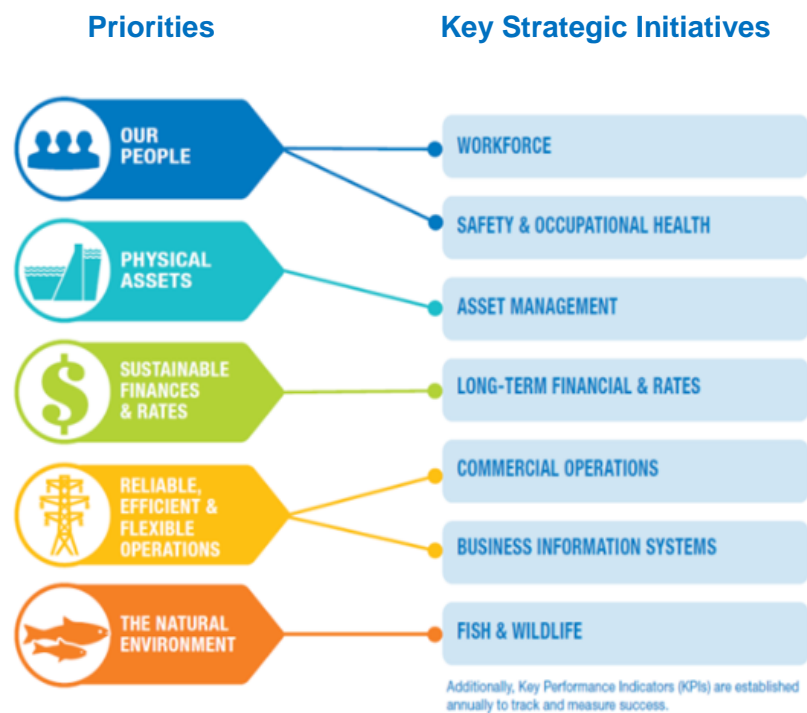 Priorities
Key Strategic Initiatives
OUR
PEOPLE
WORKFORCE
SAFETY & OCCUPATIONAL HEALTH
PHYSICAL
ASSETS
ASSET MANAGEMENT
SUSTAINABLE
FINANCES
& RATES
LONG-TERM FINANCIAL & RATES
RELIABLE,
EFFICIENT &
FLEXIBLE
OPERATIONS
COMMERCIAL OPERATIONS
BUSINESS INFORMATION SYSTEMS
THE NATURAL
ENVIRONMENT
FISH & WILDLIFE
Additionally, Key Performance Indicators (KPIs) are established
annually to track and measure success.